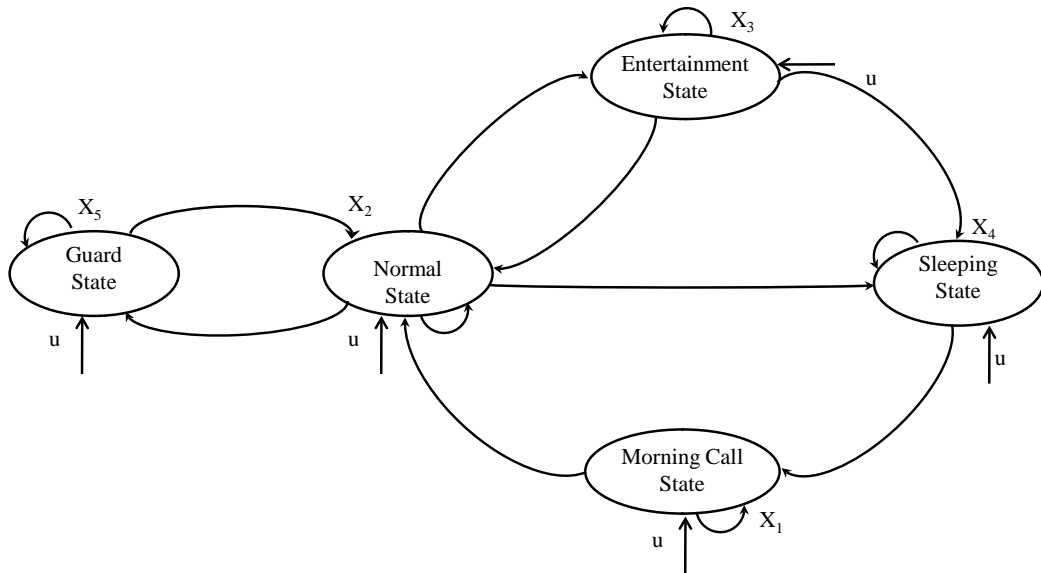 X₃
Entertainment
State
u
X₅
X₂
X₄
Guard
State
Normal
State
Sleeping
State
u
u
u
Morning Call
State
X₁
u